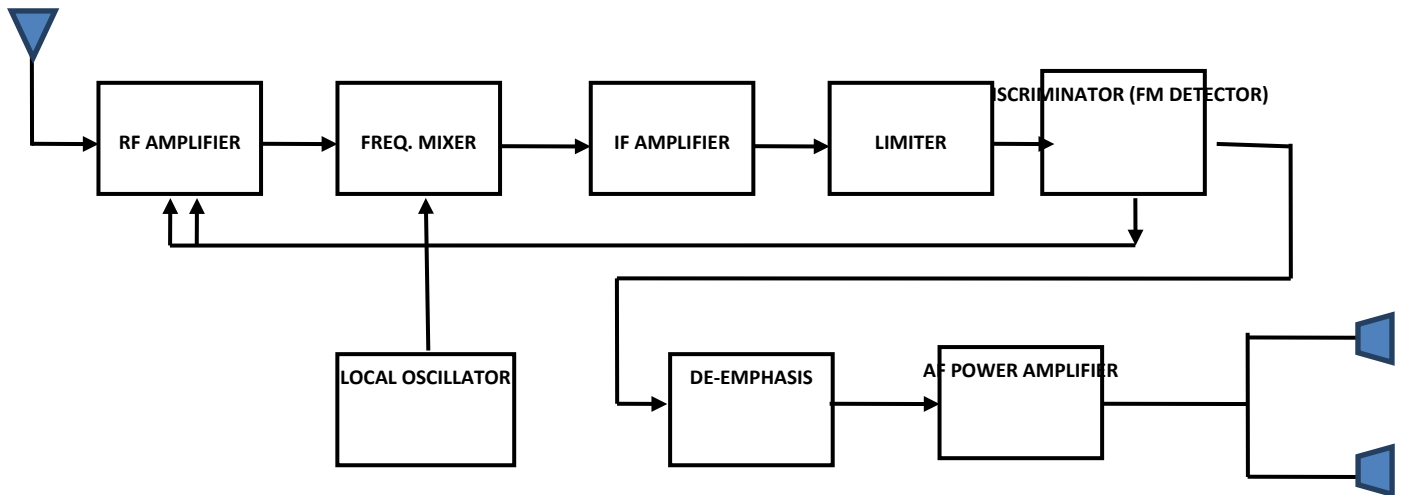 RF AMPLIFIER
FREQ. MIXER
IF AMPLIFIER
LIMITER
ISCRIMINATOR (FM DETECTOR)
LOCAL OSCILLATOR
DE-EMPHASIS
AF POWER AMPLIFIER